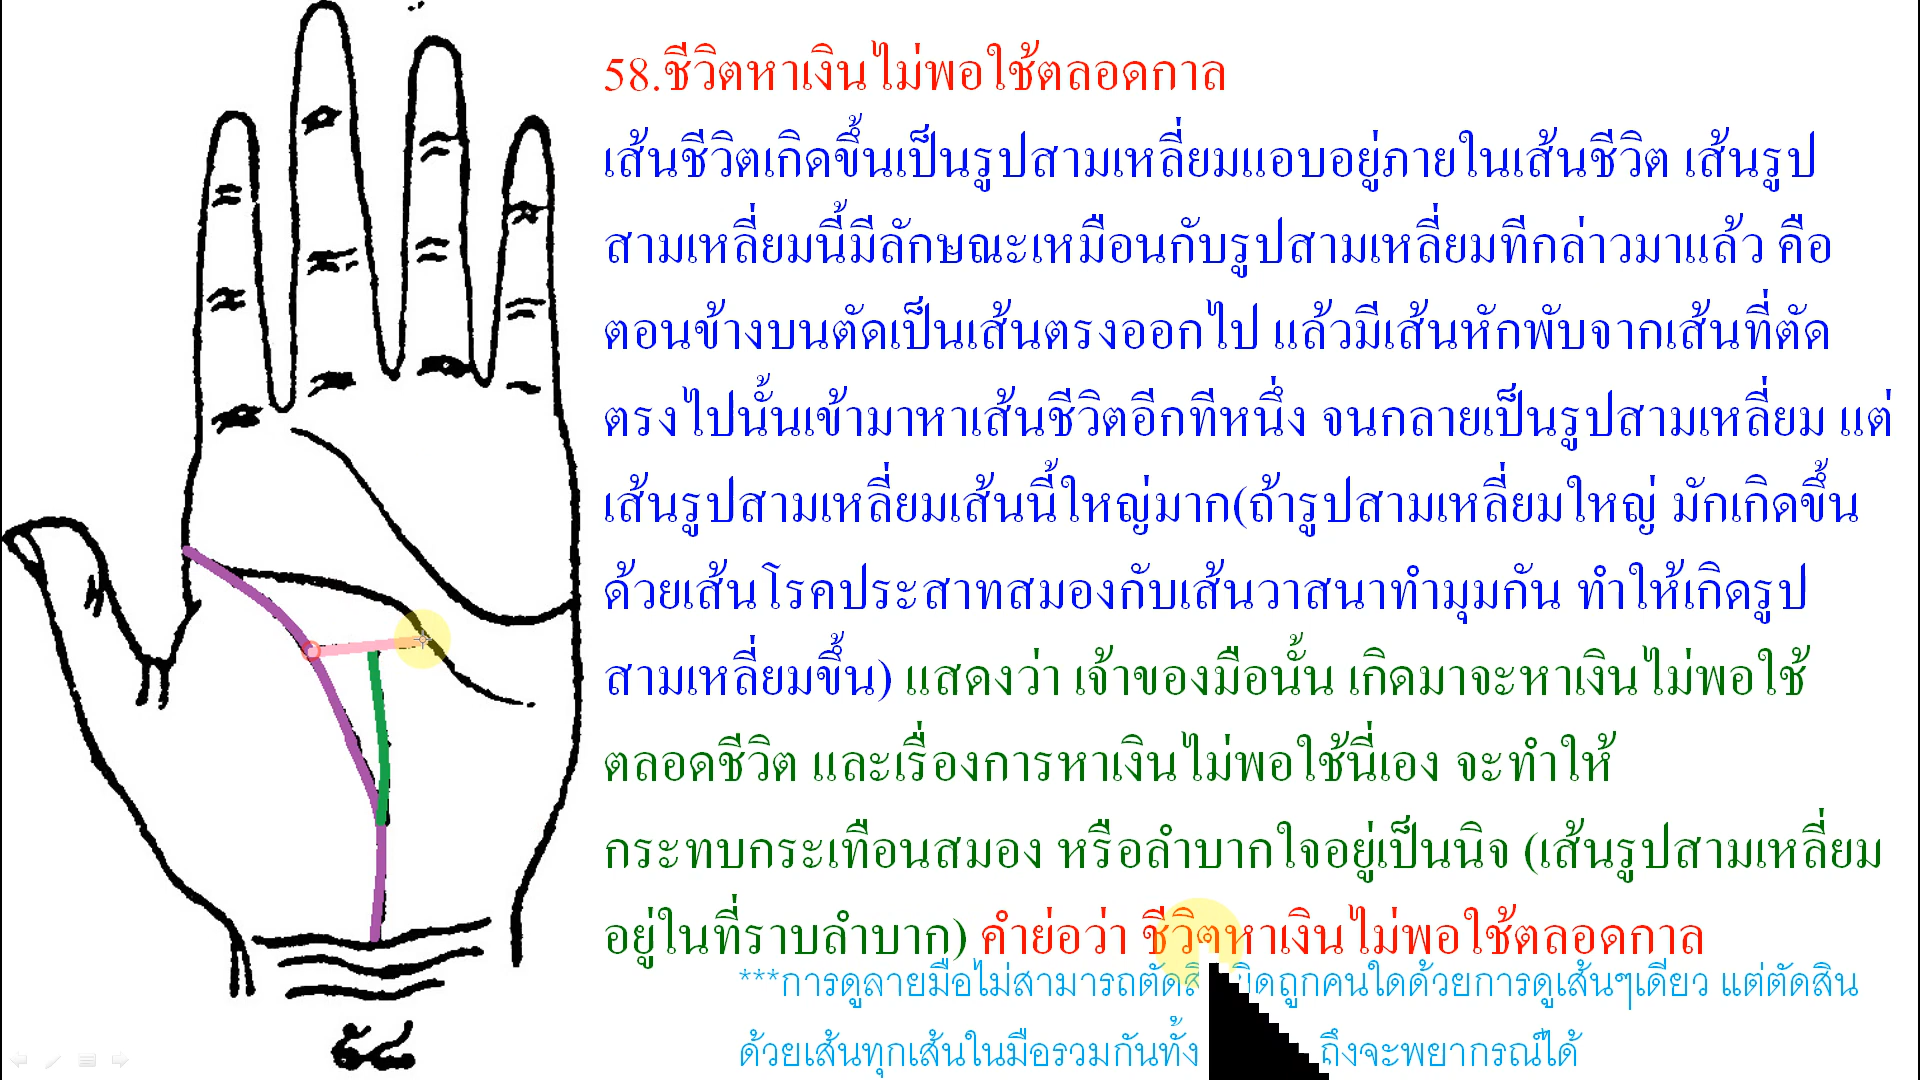 58.ชีวิตหาเงินไม่พอใช้ตลอดกาล
เส้นชีวิตเกิดขึ้นเป็นรูปสามเหลี่ยมแอบอยู่ภายในเส้นชีวิต เส้นรูป
สามเหลี่ยมนี้มีลักษณะเหมือนกับรูปสามเหลี่ยมทีกล่าวมาแล้ว คือ
ตอนข้างบนตัดเป็นเส้นตรงออกไป แล้วมีเส้นหักพับจากเส้นที่ตัด
ตรงไปนั้นเข้ามาหาเส้นชีวิตอีกทีหนึ่ง จนกลายเป็นรูปสามเหลี่ยม แต่
เส้นรูปสามเหลี่ยมเส้นนี้ใหญ่มาก(ถ้ารูปสามเหลี่ยมใหญ่ มักเกิดขึ้น
ด้วยเส้นโรคประสาทสมองกับเส้นวาสนาทำมุมกัน ทำให้เกิดรูป
สามเหลี่ยมขึ้น) แสดงว่า เจ้าของมือนั้น เกิดมาจะหาเงินไม่พอใช้
ตลอดชีวิต และเรื่องการหาเงินไม่พอใช้นี่เอง จะทำให้
กระทบกระเทือนสมอง หรือลำบากใจอยู่เป็นนิจ (เส้นรูปสามเหลี่ยม
อยู่ในที่ราบลำบาก) คำย่อว่า ชีวิตหาเงินไม่พอใช้ตลอดกาล
***การดูลายมือไม่สามารถตัดสิ ผิดถูกคนใดด้วยการดูเส้นๆเดียว แต่ตัดสิน
ด้วยเส้นทุกเส้นในมือรวมกันทั้ง ถึงจะพยากรณ์ได้
๕๘